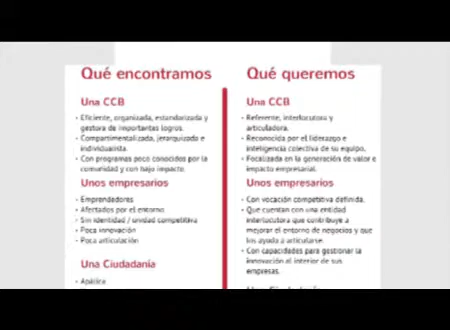 Qué encontramos
Una CCB
• Eficiente, organizada, estandarizada y
gestora de importantes logros.
• Compartimentalizada, jerarquizada e
individualista.
• Con programas poco conocidos por la
comunidad y con bajo impacto.
Unos empresarios
• Emprendedores
• Afectados por el entorno
• Sin identidad / unidad competitiva
• Poca innovación
• Poca articulación
Una Ciudadanía
• Apática
Qué queremos
Una CCB
• Referente, interlocutora y
articuladora.
• Reconocida por el liderazgo e
inteligencia colectiva de su equipo.
• Focalizada en la generación de valor e
impacto empresarial.
Unos empresarios
• Con vocación competitiva definida.
• Que cuentan con una entidad
interlocutora que contribuye a
mejorar el entorno de negocios y que
los ayuda a articularse.
• Con capacidades para gestionar la
innovación al interior de sus
empresas.